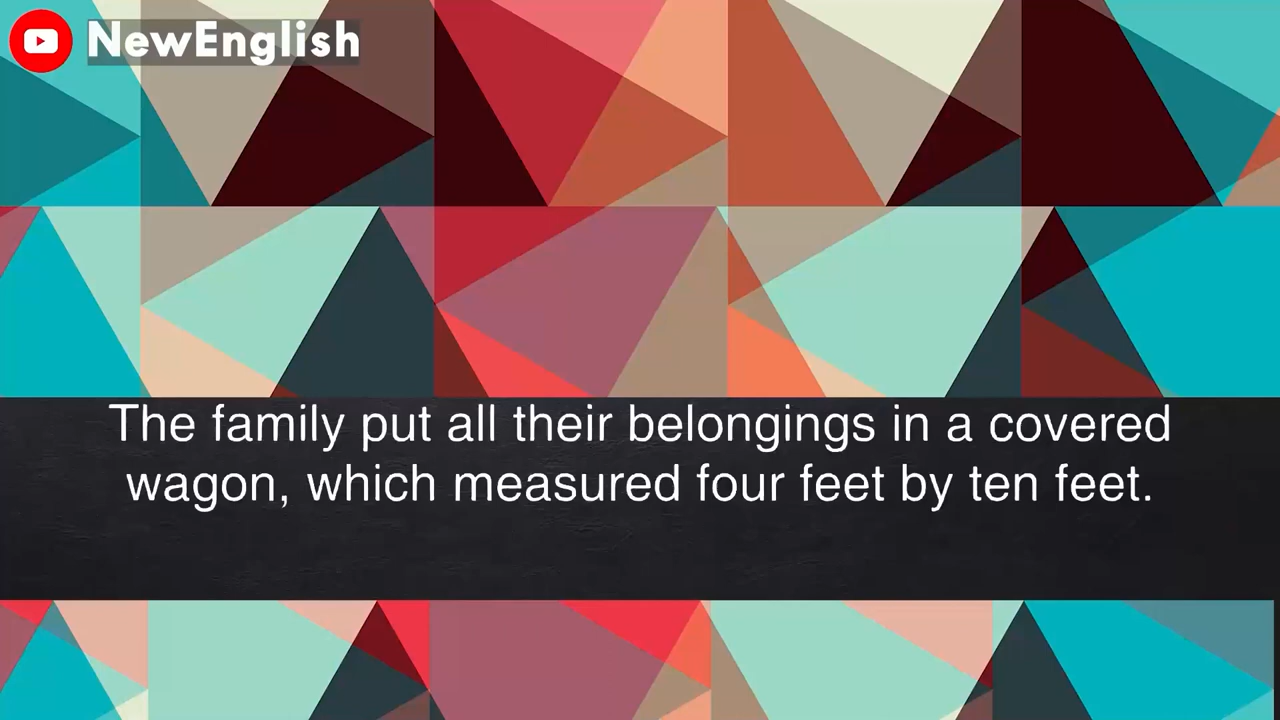 NewEnglish
The family put all their belongings in a covered
wagon, which measured four feet by ten feet.